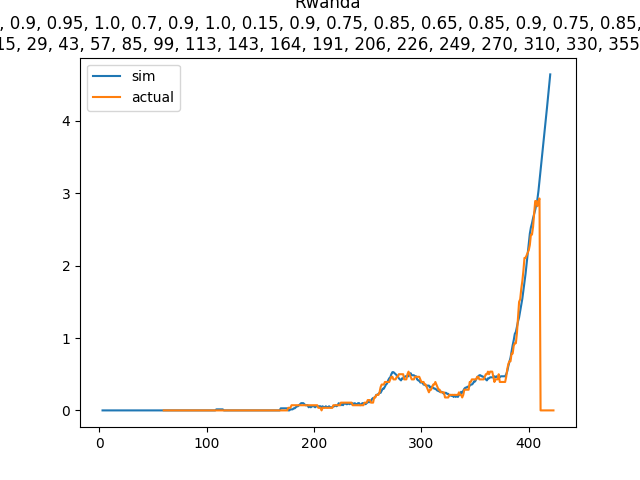 Rwanda
, 0.9, 0.95, 1.0, 0.7, 0.9, 1.0, 0.15, 0.9, 0.75, 0.85, 0.65, 0.85, 0.9, 0.75, 0.85,
15, 29, 43, 57, 85, 99, 113, 143, 164, 191, 206, 226, 249, 270, 310, 330, 355
sim
actual
4
3
2
1
0
0 100 200 300 400